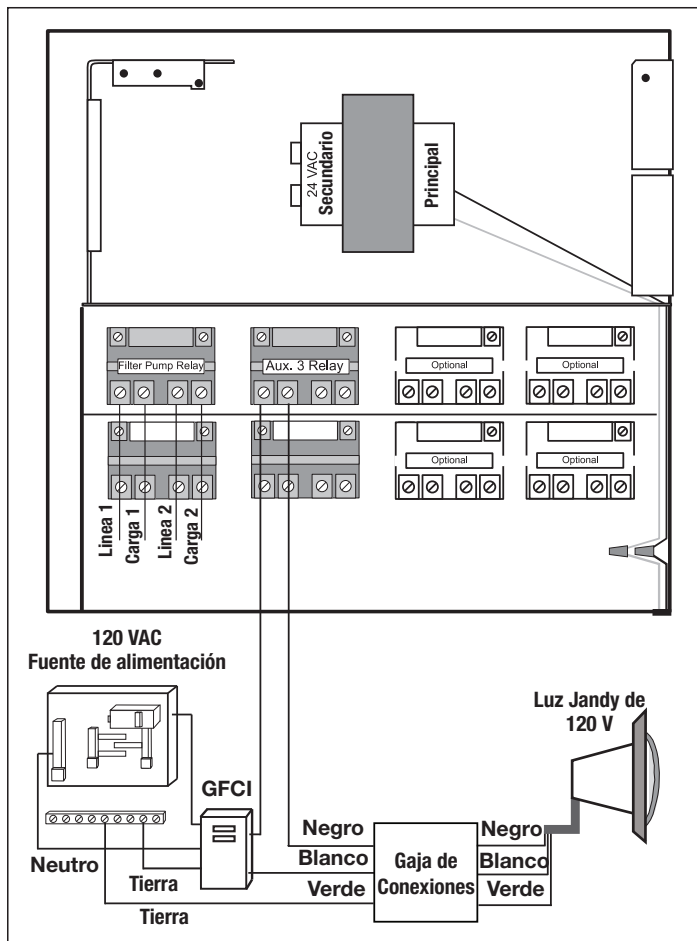 24 VAC
Secundario
Principal
Filter Pump Relay
Aux. 3 Relay
Optional
Optional
Optional
Optional
Linea 1
Carga 1
Linea 2
Carga 2
120 VAC
Fuente de alimentación
Luz Jandy de
120 V
GFCI
Negro
Negro
Blanco
Gaja de
Conexiones
Blanco
Verde
Verde
Neutro
Tierra
Tierra